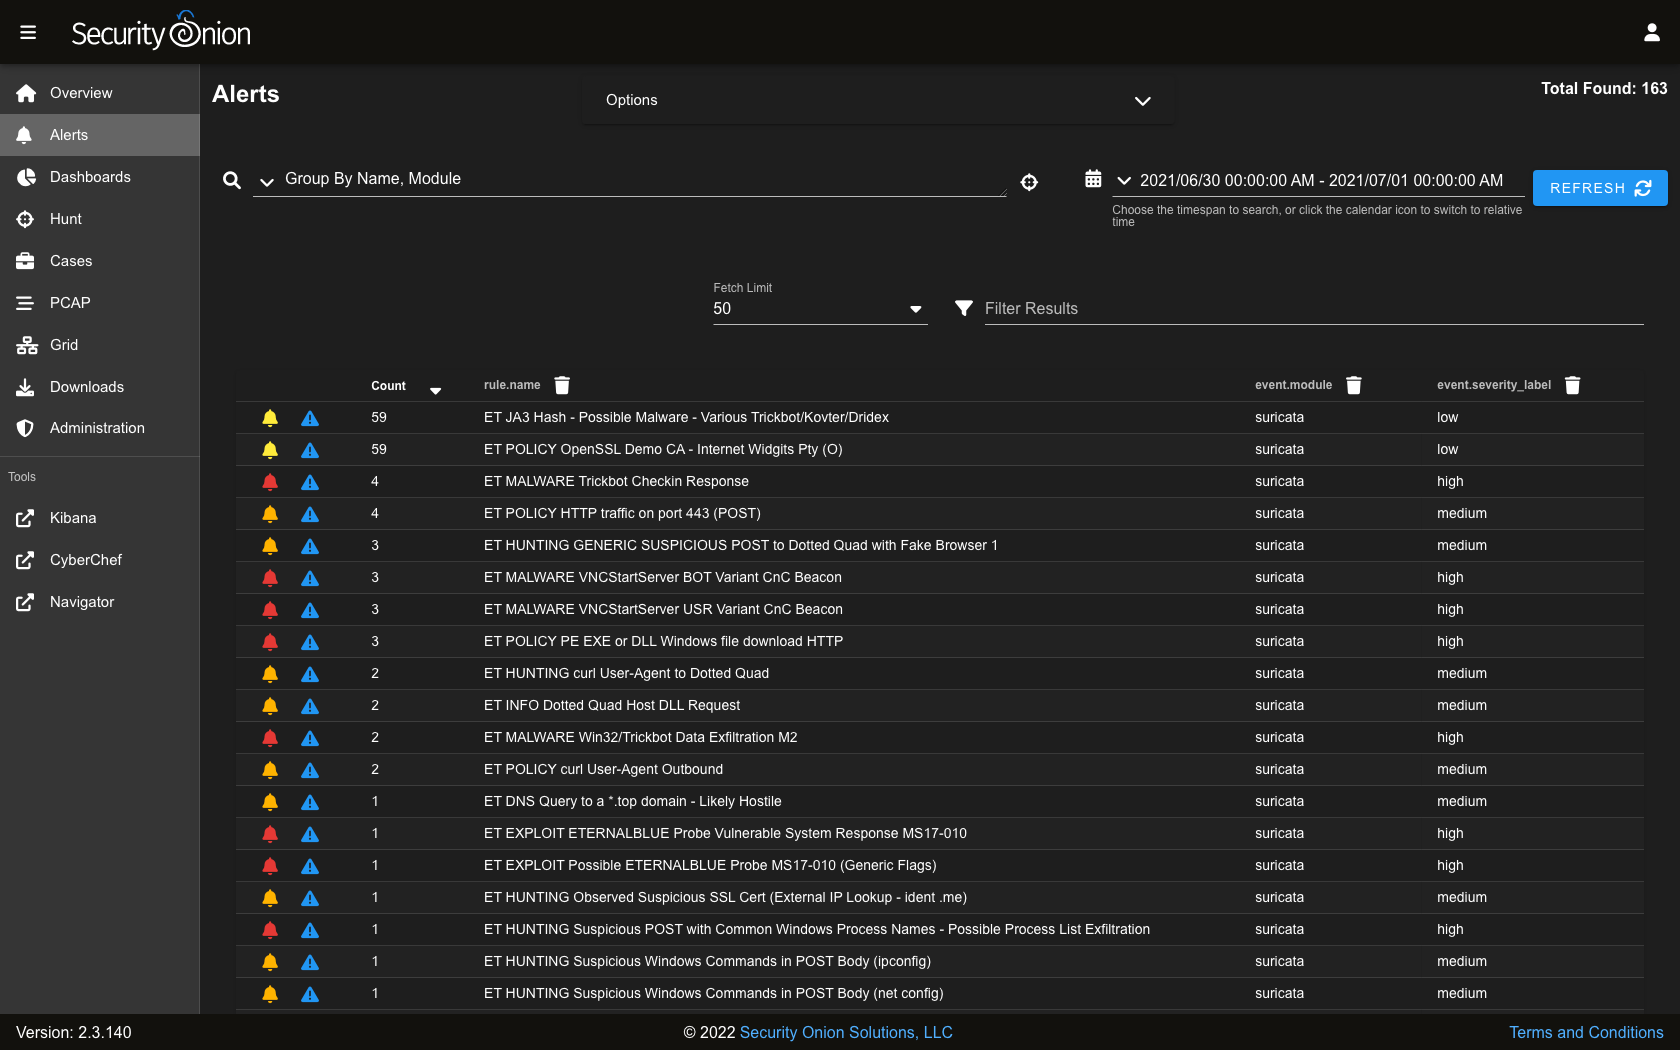 Security Onion
Overview
Alerts
Dashboards
Hunt
Cases
PCAP
Grid
Downloads
Administration
Tools
Kibana
CyberChef
Navigator
Alerts
Options
Total Found: 163
Group By Name, Module
2021/06/30 00:00:00 AM - 2021/07/01 00:00:00 AM
REFRESH
Choose the timespan to search, or click the calendar icon to switch to relative
time
Fetch Limit
50
Filter Results
Count rule.name event.module event.severity_label
59 ET JA3 Hash - Possible Malware - Various Trickbot/Kovter/Dridex suricata low
59 ET POLICY OpenSSL Demo CA - Internet Widgits Pty (O) suricata low
4 ET MALWARE Trickbot Checkin Response suricata high
4 ET POLICY HTTP traffic on port 443 (POST) suricata medium
3 ET HUNTING GENERIC SUSPICIOUS POST to Dotted Quad with Fake Browser 1 suricata medium
3 ET MALWARE VNCStartServer BOT Variant CnC Beacon suricata high
3 ET MALWARE VNCStartServer USR Variant CnC Beacon suricata high
3 ET POLICY PE EXE or DLL Windows file download HTTP suricata high
2 ET HUNTING curl User-Agent to Dotted Quad suricata medium
2 ET INFO Dotted Quad Host DLL Request suricata medium
2 ET MALWARE Win32/Trickbot Data Exfiltration M2 suricata high
2 ET POLICY curl User-Agent Outbound suricata medium
1 ET DNS Query to a *.top domain - Likely Hostile suricata medium
1 ET EXPLOIT ETERNALBLUE Probe Vulnerable System Response MS17-010 suricata high
1 ET EXPLOIT Possible ETERNALBLUE Probe MS17-010 (Generic Flags) suricata high
1 ET HUNTING Observed Suspicious SSL Cert (External IP Lookup - ident .me) suricata medium
1 ET HUNTING Suspicious POST with Common Windows Process Names - Possible Process List Exfiltration suricata high
1 ET HUNTING Suspicious Windows Commands in POST Body (ipconfig) suricata medium
1 ET HUNTING Suspicious Windows Commands in POST Body (net config) suricata medium
Version: 2.3.140
© 2022 Security Onion Solutions, LLC
Terms and Conditions